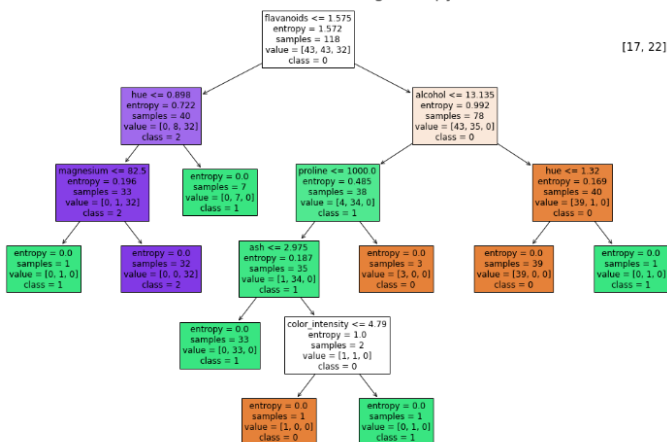 flavanoids <= 1.575
entropy = 1.572
samples = 118
value = [43, 43, 32]
class = 0
[17, 22]
hue <= 0.898
entropy = 0.722
samples = 40
value = [0, 8, 32]
class = 2
alcohol <= 13.135
entropy = 0.992
samples = 78
value = [43, 35, 0]
class = 0
magnesium <= 82.5
entropy = 0.196
samples = 33
value = [0, 1, 32]
class = 2
entropy = 0.0
samples = 7
value = [0, 7, 0]
class = 1
proline <= 1000.0
entropy = 0.485
samples = 38
value = [4, 34, 0]
class = 1
hue <= 1.32
entropy = 0.169
samples = 40
value = [39, 1, 0]
class = 0
entropy = 0.0
samples = 1
value = [0, 1, 0]
class = 1
entropy = 0.0
samples = 32
value = [0, 0, 32]
class = 2
ash <= 2.975
entropy = 0.187
samples = 35
value = [1, 34, 0]
class = 1
entropy = 0.0
samples = 3
value = [3, 0, 0]
class = 0
entropy = 0.0
samples = 39
value = [39, 0, 0]
class = 0
entropy = 0.0
samples = 1
value = [0, 1, 0]
class = 1
entropy = 0.0
samples = 33
value = [0, 33, 0]
class = 1
color_intensity <= 4.79
entropy = 1.0
samples = 2
value = [1, 1, 0]
class = 0
entropy = 0.0
samples = 1
value = [1, 0, 0]
class = 0
entropy = 0.0
samples = 1
value = [0, 1, 0]
class = 1